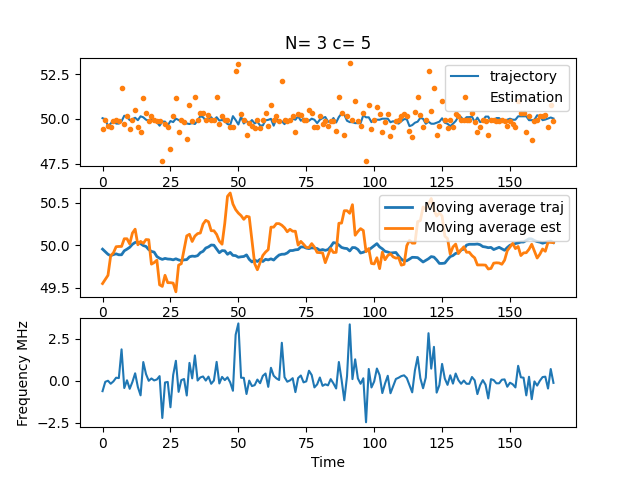 N= 3 c= 5
52.5
50.0
47.5
trajectory
Estimation
0 25 50 75 100 125 150
50.5
50.0
49.5
Moving average traj
Moving average est
0 25 50 75 100 125 150
Frequency MHz
2.5
0.0
−2.5
0 25 50 75 100 125 150
Time